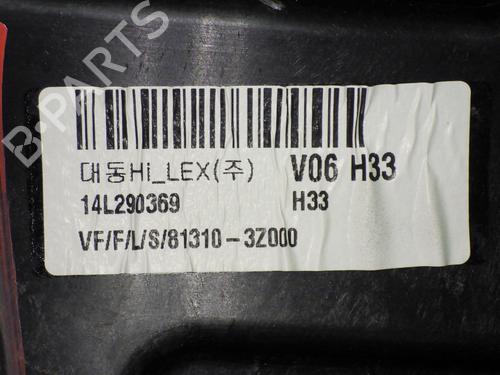 B-PARTS
대동Hi_LEX(주) V06 H33
14L290369 H33
VF/F/L/S/81310-3Z000